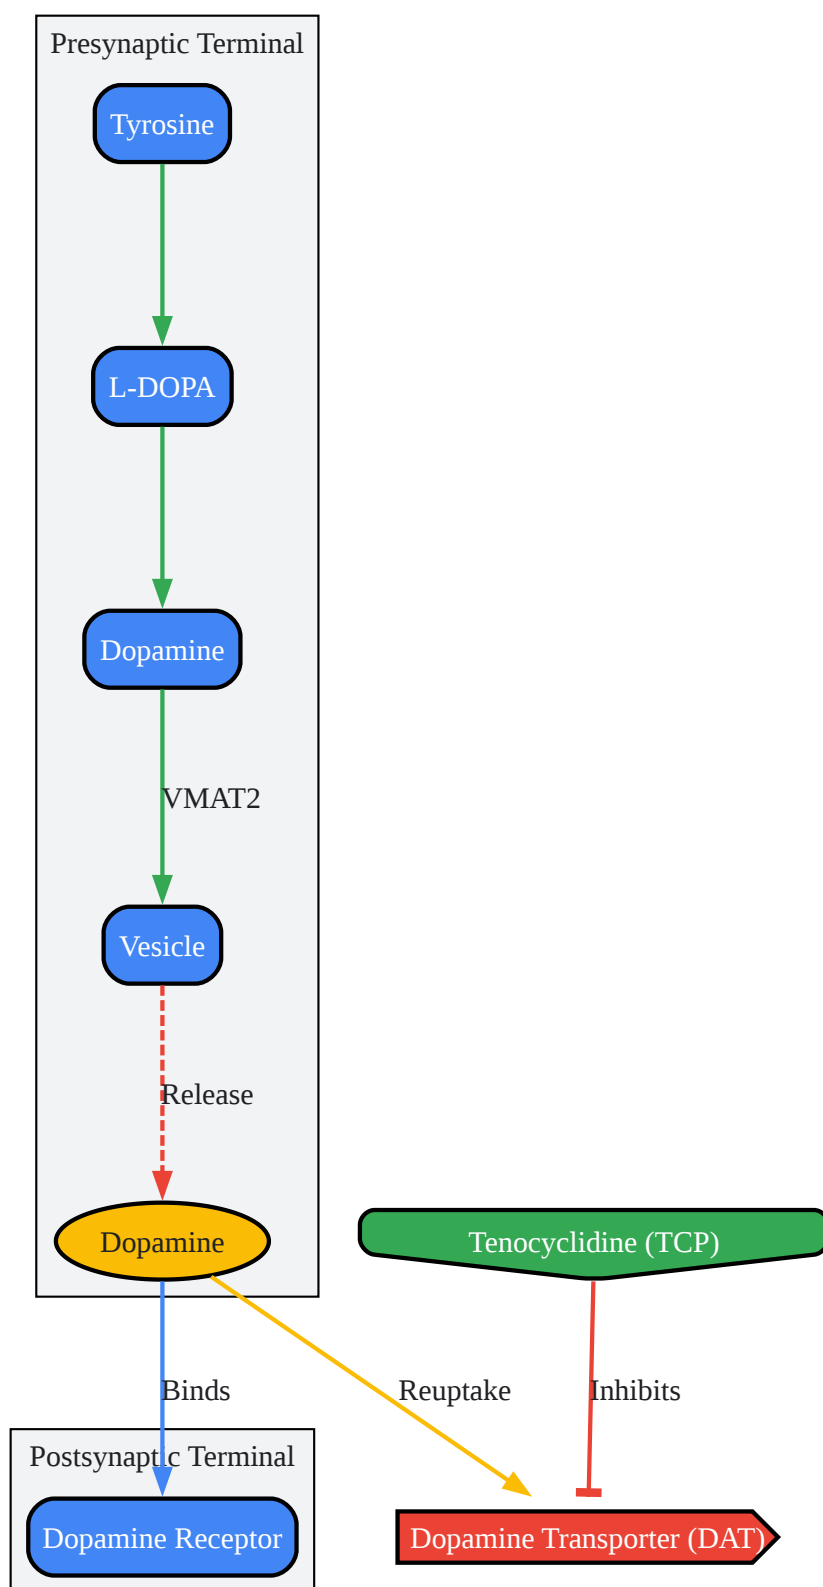 Presynaptic Terminal
Tyrosine
L-DOPA
Dopamine
VMAT2
Vesicle
Release
Dopamine
Tenocyclidine (TCP)
Binds
Reuptake
Inhibits
Postsynaptic Terminal
Dopamine Receptor
Dopamine Transporter (DAT)